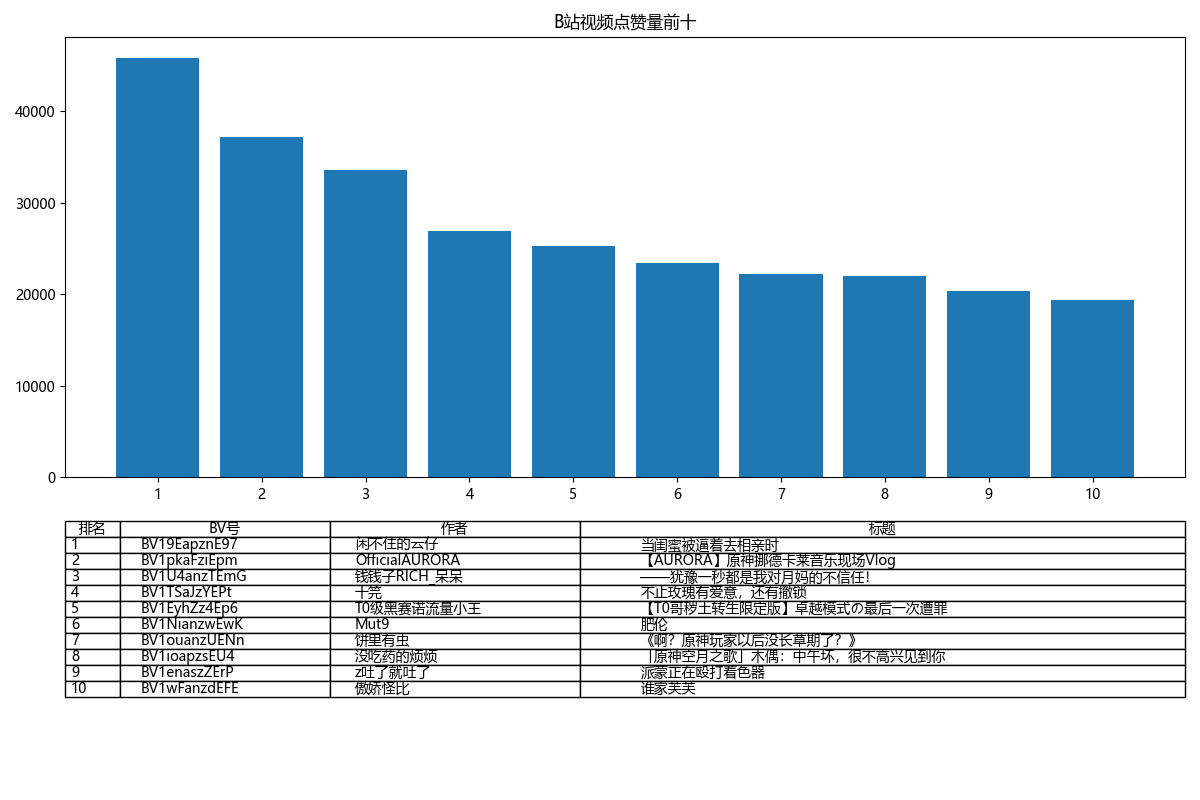 B站视频点赞量前十
40000
30000
20000
10000
0
1 2 3 4 5 6 7 8 9 10
排名 BV号 作者 标题
1 BV19EapznE97 闲不住的云仔 当闺蜜被逼着去相亲时
2 BV1pkaFziEpm OfficialAURORA 【AURORA】原神挪德卡莱音乐现场Vlog
3 BV1U4anzTEmG 钱钱子RICH_呆呆 ——犹豫一秒都是我对月妈的不信任！
4 BV1TSaJzYEPt 十筦 不止玫瑰有爱意，还有撤锁
5 BV1EyhZz4Ep6 T0级黑赛诺流量小王 【T0哥秽土转生限定版】卓越模式の最后一次遭罪
6 BV1NianzwEwK Mut9 肥伦
7 BV1ouanzUENn 饼里有虫 《啊？原神玩家以后没长草期了？》
8 BV1ioapzsEU4 没吃药的烦烦 「原神空月之歌」木偶：中午坏，很不高兴见到你
9 BV1enaszZErP z吐了就吐了 派蒙正在殴打着色器
10 BV1wFanzdEFE 傲娇怪比 谁家芙芙